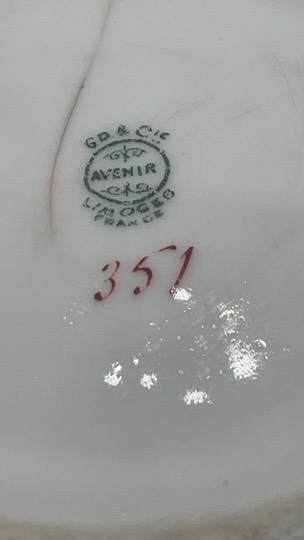 GD & Cie
AVENIR
LIMOGES
FRANCE
351